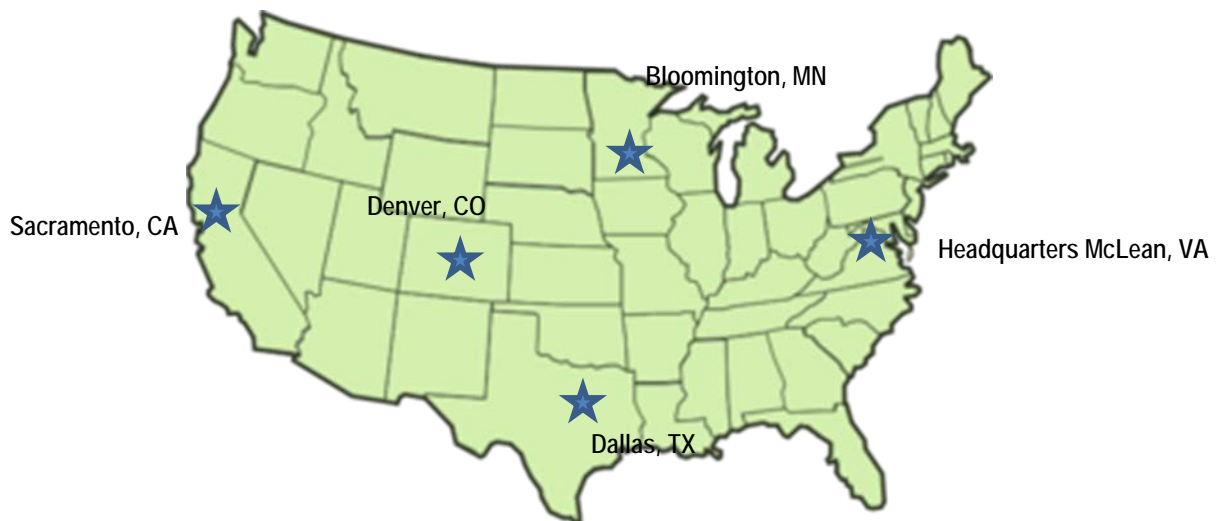 Bloomington, MN
Denver, CO
Sacramento, CA
Headquarters McLean, VA
Dallas, TX